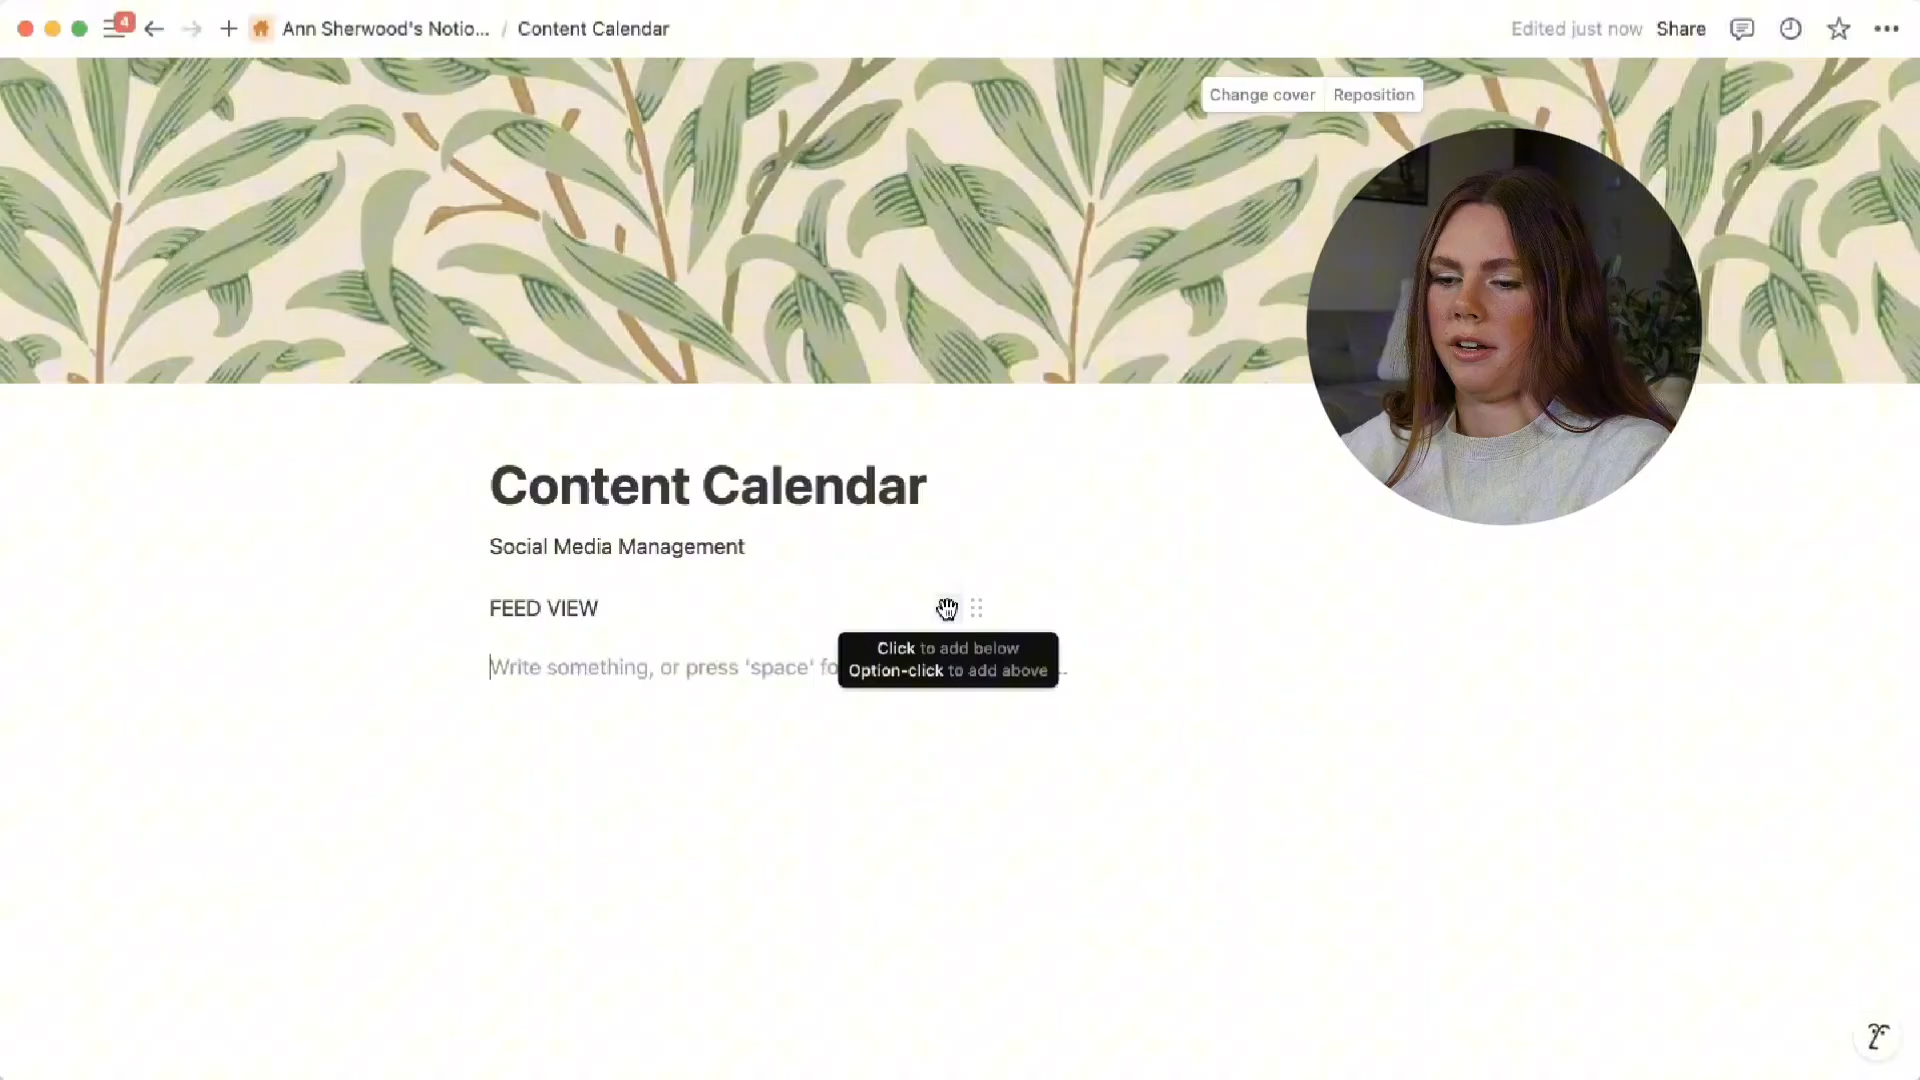 4
Ann Sherwood's Notio... / Content Calendar
Edited just now Share
Change cover Reposition
Content Calendar
Social Media Management
FEED VIEW
Click to add below
Option-click to add above
Write something, or press 'space' fo